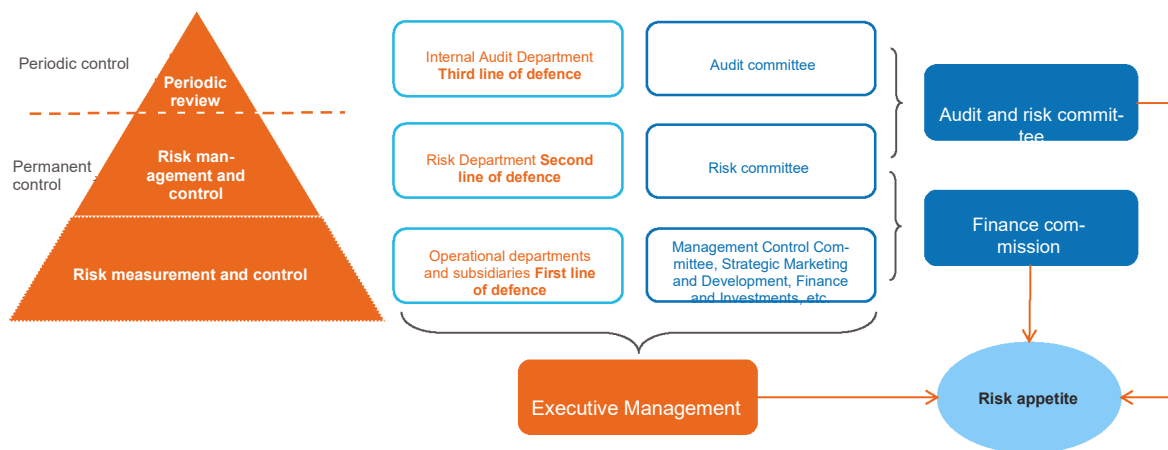 Periodic control
Periodic
review
Permanent
control
Risk man-
agement and
control
Risk measurement and control
Internal Audit Department
Third line of defence
Audit committee
Risk Department Second
line of defence
Risk committee
Operational departments
and subsidiaries First line
of defence
Management Control Com-
mittee, Strategic Marketing
and Development, Finance
and Investments, etc.
Audit and risk commit-
tee
Finance com-
mission
Executive Management
Risk appetite